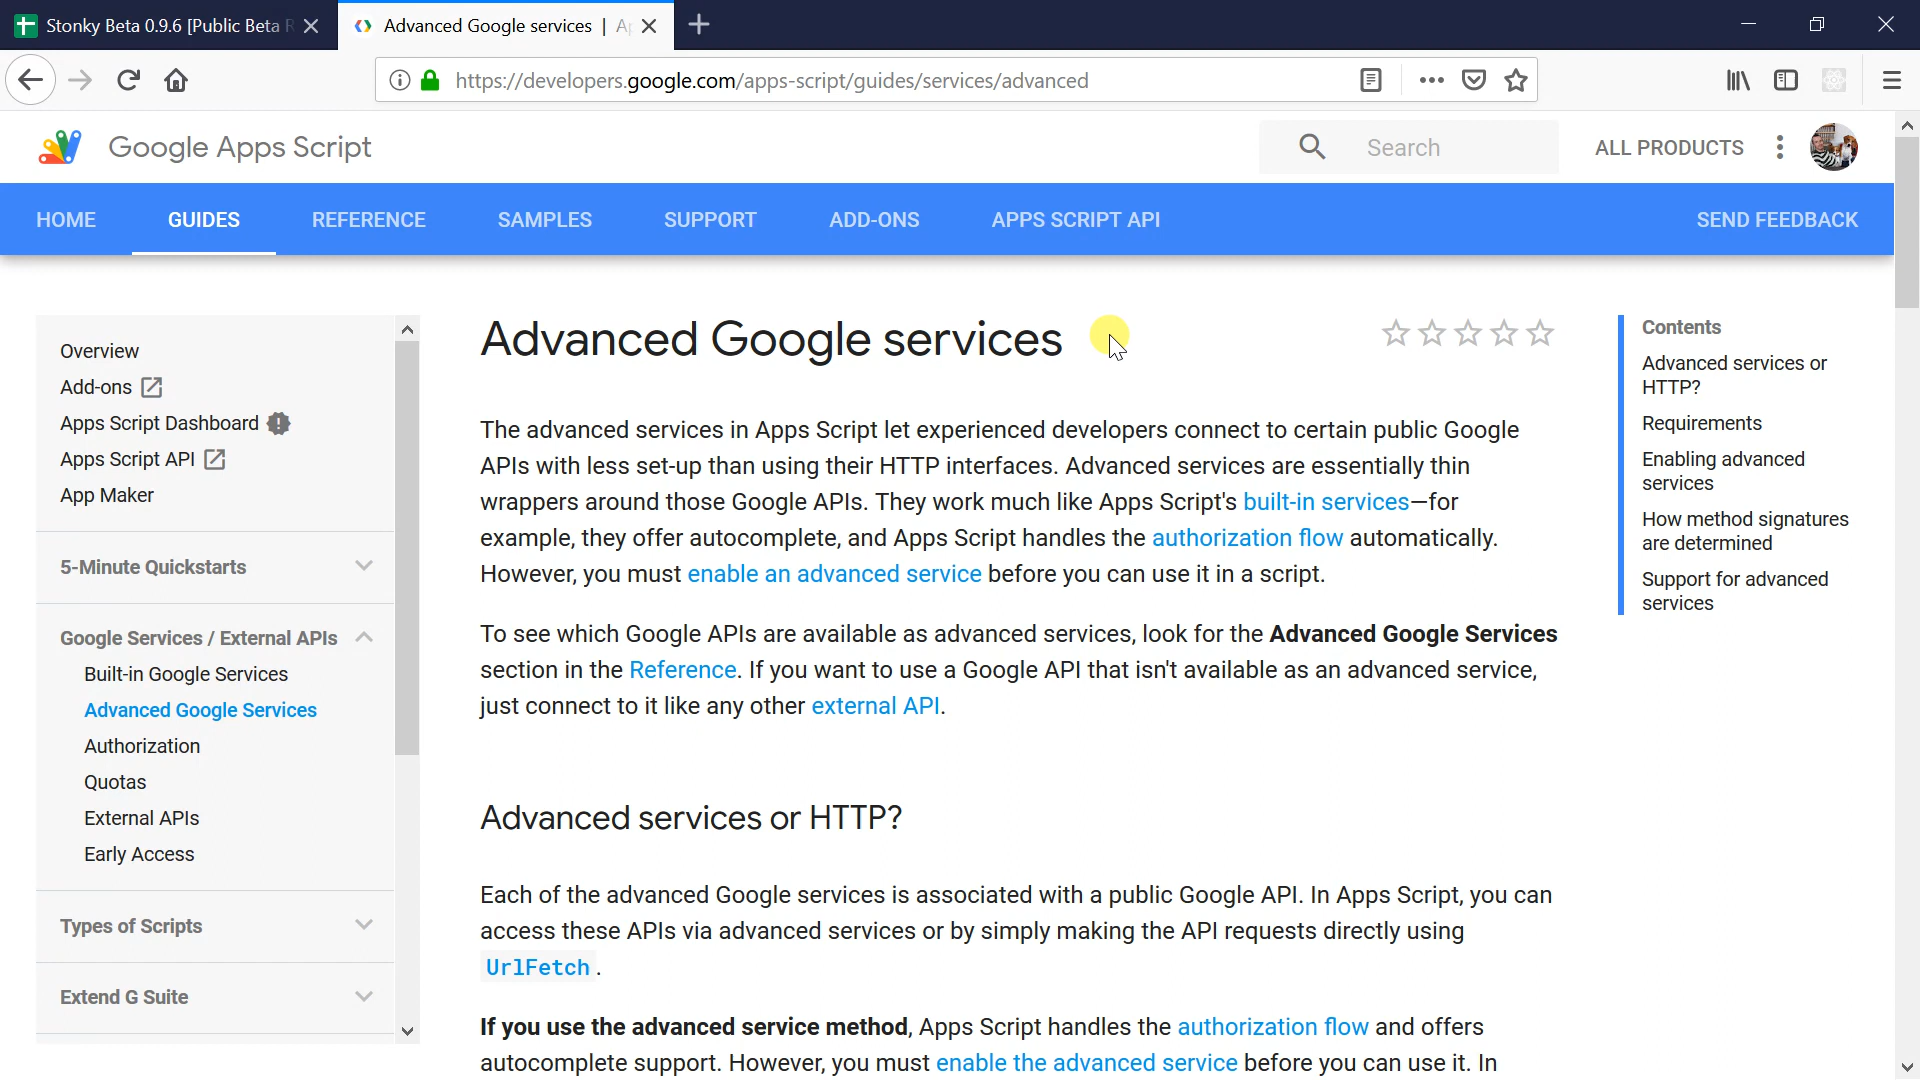 Stonky Beta 0.9.6 [Public Beta
Advanced Google services |
https://developers.google.com/apps-script/guides/services/advanced
Google Apps Script
Search
ALL PRODUCTS
HOME
GUIDES
REFERENCE
SAMPLES
SUPPORT
ADD-ONS
APPS SCRIPT API
SEND FEEDBACK
Overview
Add-ons
Apps Script Dashboard
Apps Script API
App Maker
5-Minute Quickstarts
Google Services / External APIs
Built-in Google Services
Advanced Google Services
Authorization
Quotas
External APIs
Early Access
Types of Scripts
Extend G Suite
Advanced Google services
The advanced services in Apps Script let experienced developers connect to certain public Google
APIs with less set-up than using their HTTP interfaces. Advanced services are essentially thin
wrappers around those Google APIs. They work much like Apps Script's built-in services—for
example, they offer autocomplete, and Apps Script handles the authorization flow automatically.
However, you must enable an advanced service before you can use it in a script.
To see which Google APIs are available as advanced services, look for the Advanced Google Services
section in the Reference. If you want to use a Google API that isn't available as an advanced service,
just connect to it like any other external API.
Advanced services or HTTP?
Each of the advanced Google services is associated with a public Google API. In Apps Script, you can
access these APIs via advanced services or by simply making the API requests directly using
UrlFetch.
If you use the advanced service method, Apps Script handles the authorization flow and offers
autocomplete support. However, you must enable the advanced service before you can use it. In
Contents
Advanced services or
HTTP?
Requirements
Enabling advanced
services
How method signatures
are determined
Support for advanced
services